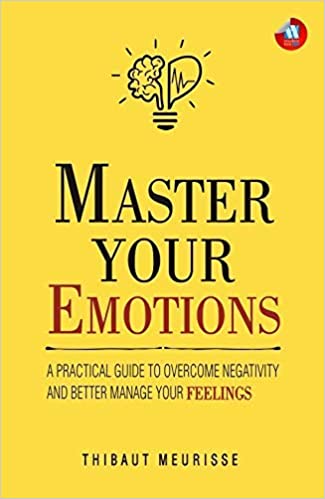 MASTER
YOUR
EMOTIONS
A PRACTICAL GUIDE TO OVERCOME NEGATIVITY
AND BETTER MANAGE YOUR FEELINGS
THIBAUT MEURISSE